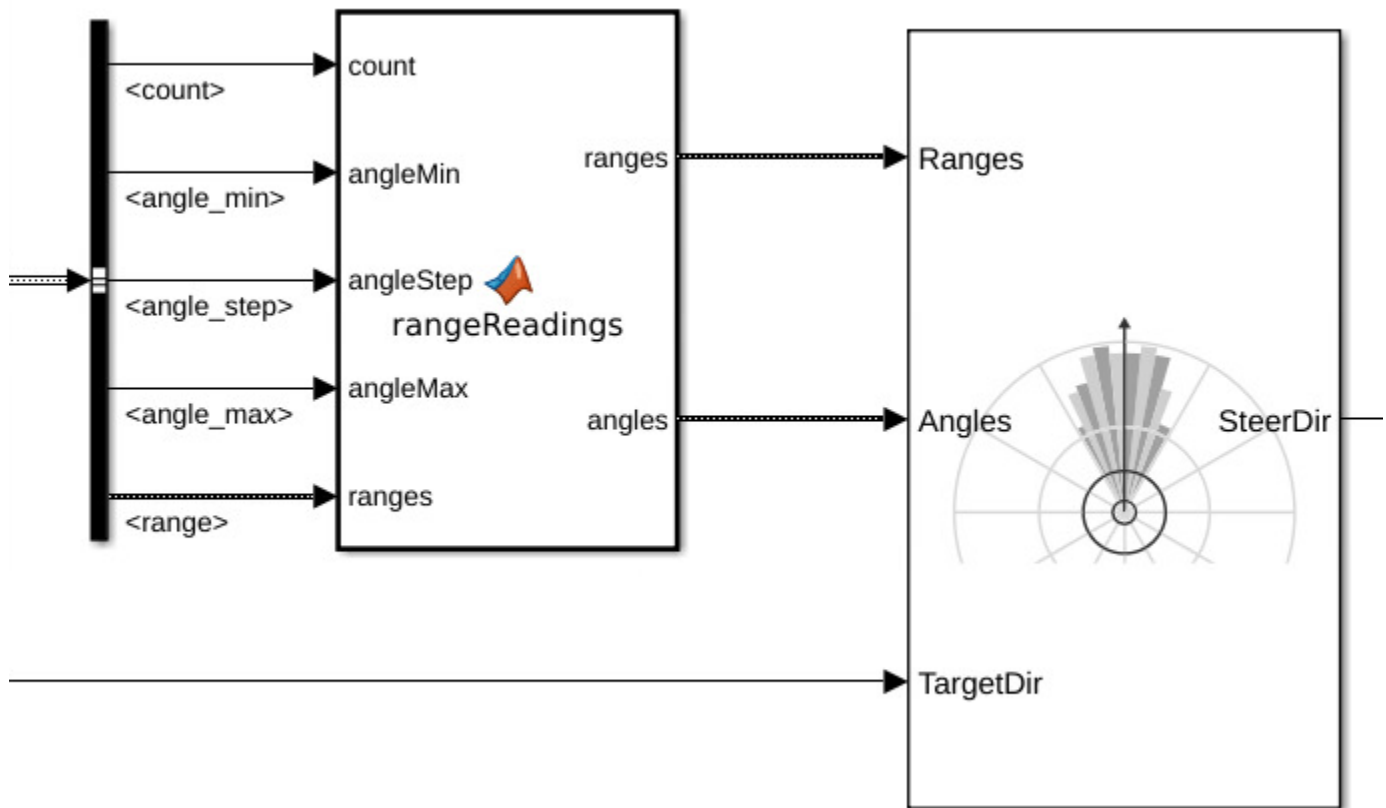 <count>
<angle_min>
<angle_step>
<angle_max>
<range>
count
angleMin
angleStep
rangeReadings
angleMax
ranges
ranges
angles
Ranges
Angles
SteerDir
TargetDir